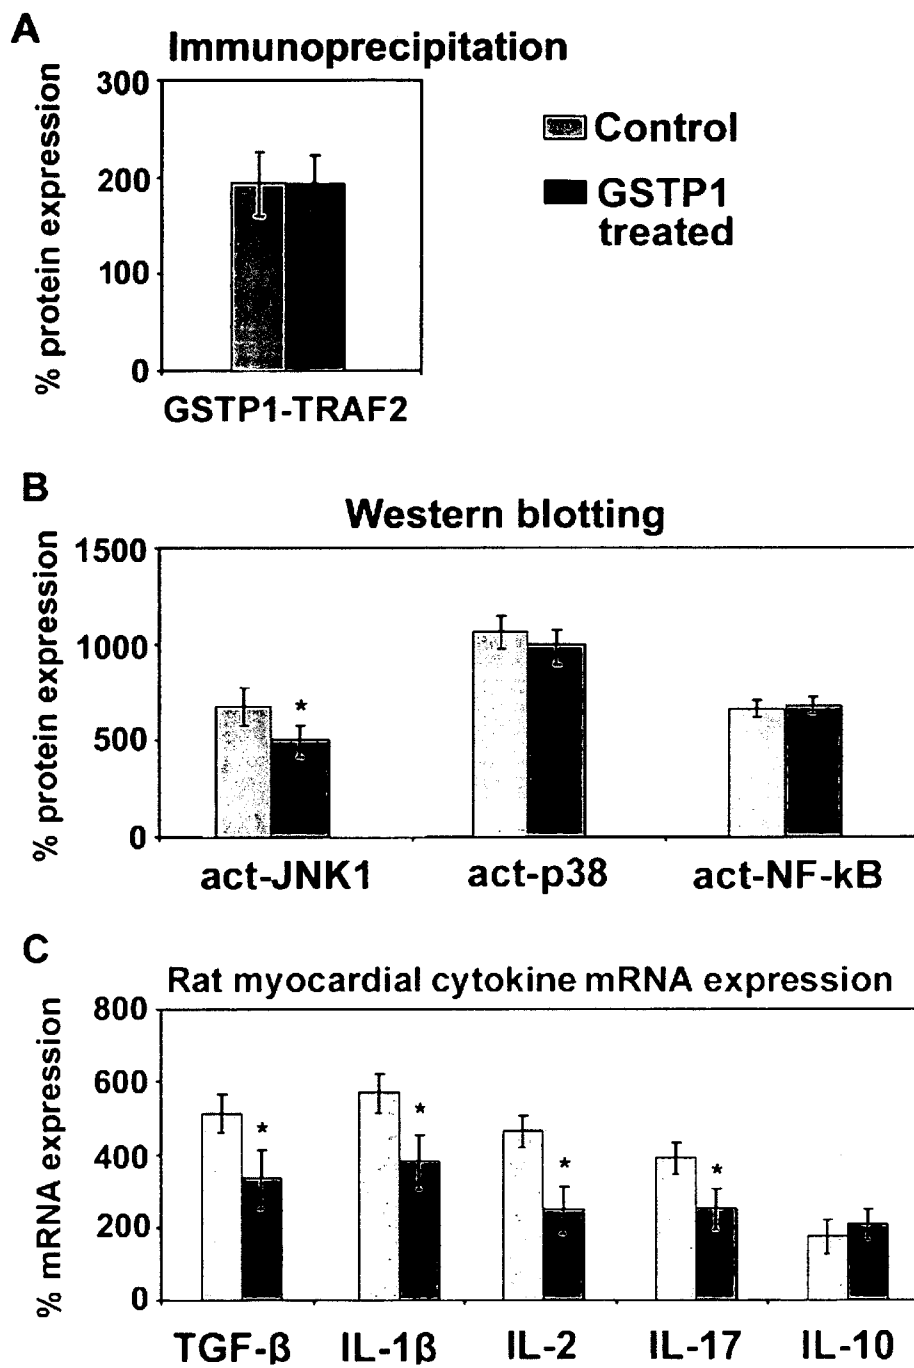 A
Immunoprecipitation
% protein expression
300
200
100
0
GSTP1-TRAF2
Control
GSTP1
treated
B
Western blotting
% protein expression
1500
1000
500
0
*
act-JNK1
act-p38
act-NF-kB
C
Rat myocardial cytokine mRNA expression
% mRNA expression
800
600
400
200
0
* * * *
TGF-β IL-1β IL-2 IL-17 IL-10